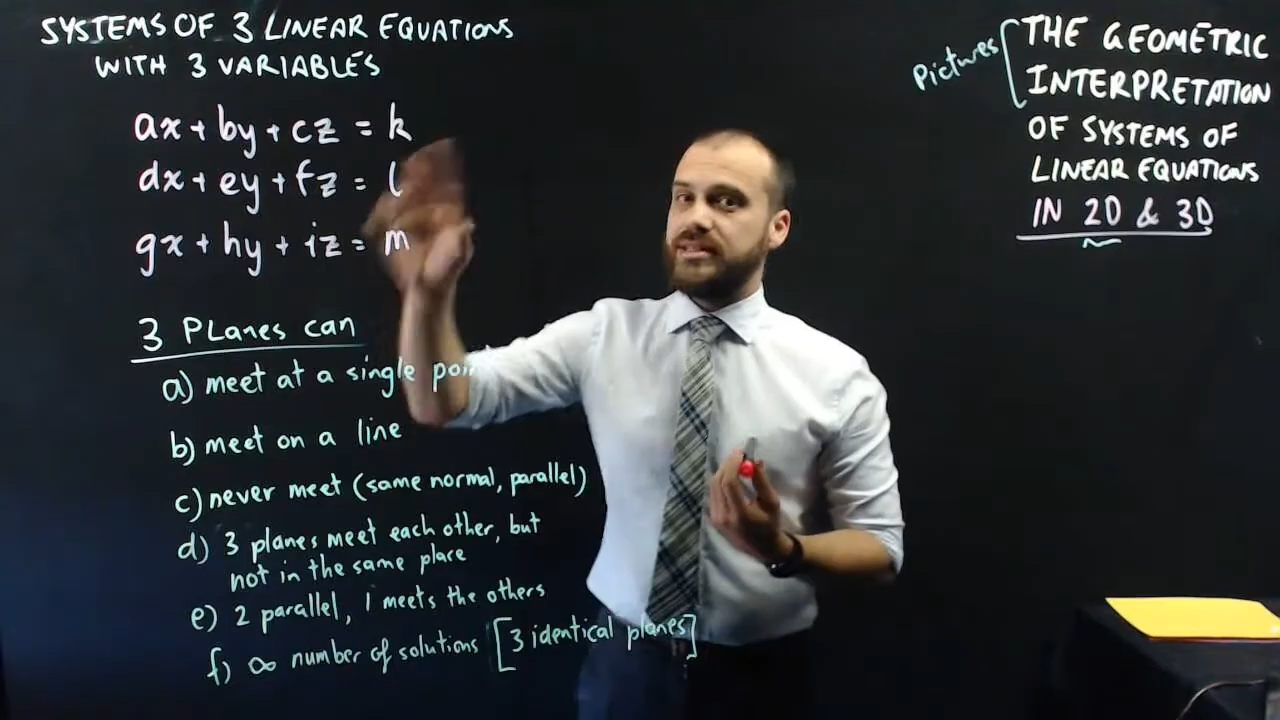 SYSTEMS OF 3 LINEAR EQUATIONS
WITH 3 VARIABLES
ax + by + cz = k
dx + ey + fz = l
gx + hy + iz = m
3 PLanes can
a) meet at a single
b) meet on a line
c) never meet (same normal, parallel)
d) 3 planes meet each other, but
not in the same place
e) 2 parallel, 1 meets the others
f) ∞ number of solutions [3 identical planes]
Pictures
THE GEOMETRIC
INTERPRETATION
OF SYSTEMS OF
LINEAR EQUATIONS
IN 2D & 3D